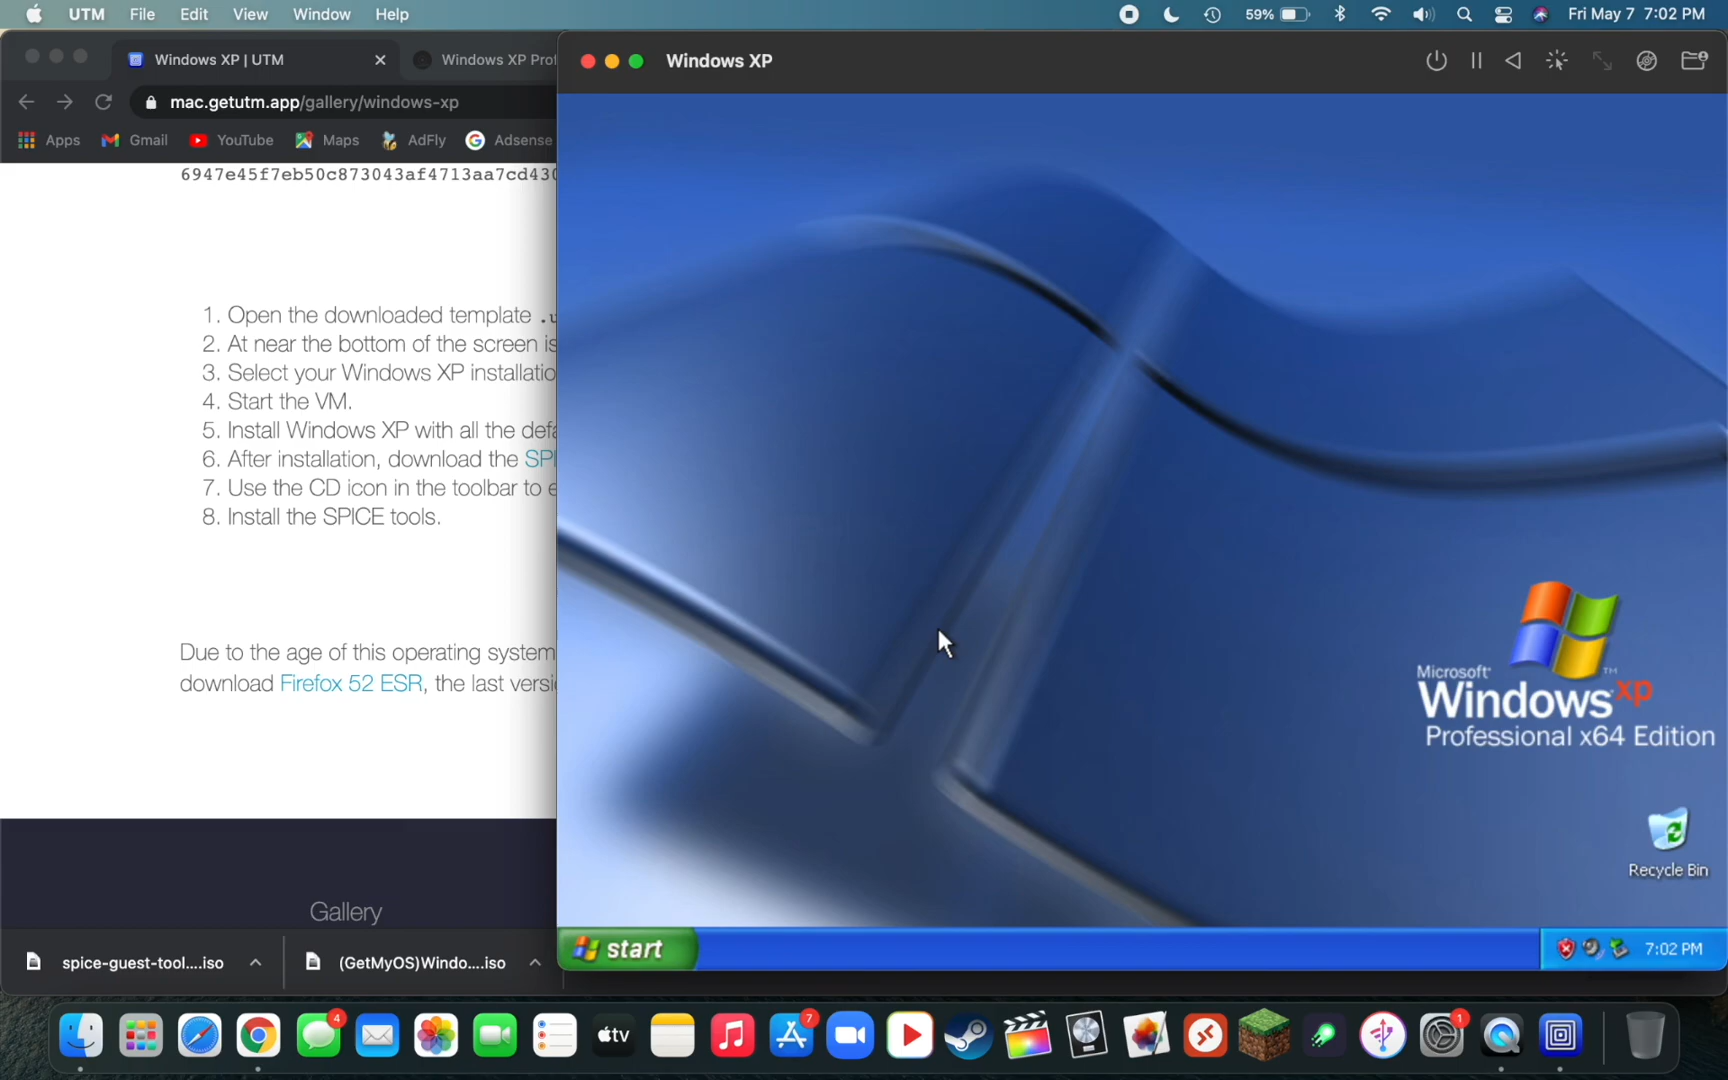 UTM File Edit View Window Help
59% Fri May 7 7:02 PM
Windows XP | UTM
Windows XP Prof
Windows XP
mac.getutm.app/gallery/windows-xp
Apps Gmail YouTube Maps AdFly Adsense
6947e45f7eb50c873043af4713aa7cd430
1. Open the downloaded template .u
2. At near the bottom of the screen is
3. Select your Windows XP installatio
4. Start the VM.
5. Install Windows XP with all the defa
6. After installation, download the SPI
7. Use the CD icon in the toolbar to e
8. Install the SPICE tools.
Due to the age of this operating system
download Firefox 52 ESR, the last versi
Microsoft
Windows xp TM
Professional x64 Edition
Recycle Bin
Gallery
start
7:02 PM
spice-guest-tool....iso
(GetMyOS)Windo....iso
4
tv
7
1